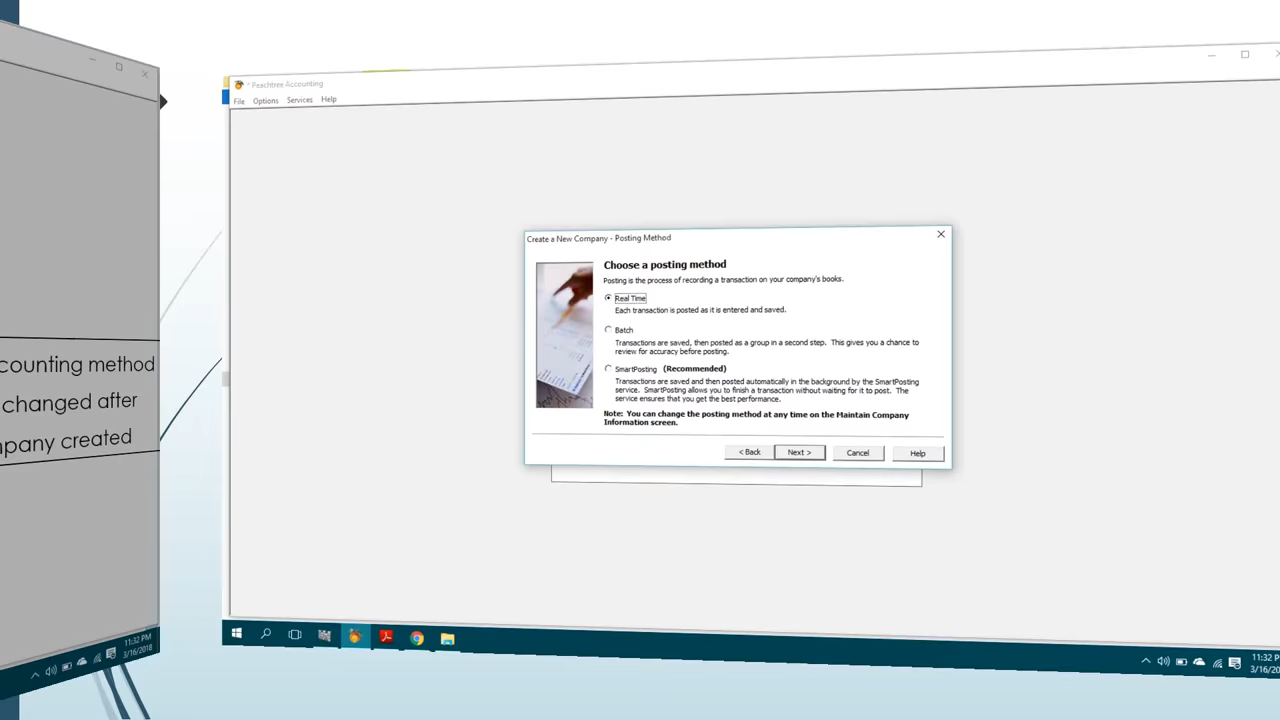 counting method
changed after
pany created
11:32 PM
3/16/2018
* Peachtree Accounting
File Options Services Help
Create a New Company - Posting Method
Choose a posting method
Posting is the process of recording a transaction on your company's books.
Real Time
Each transaction is posted as it is entered and saved.
Batch
Transactions are saved, then posted as a group in a second step. This gives you a chance to
review for accuracy before posting.
SmartPosting (Recommended)
Transactions are saved and then posted automatically in the background by the SmartPosting
service. SmartPosting allows you to finish a transaction without waiting for it to post. The
service ensures that you get the best performance.
Note: You can change the posting method at any time on the Maintain Company
Information screen.
< Back Next > Cancel Help
11:32 P
3/16/20